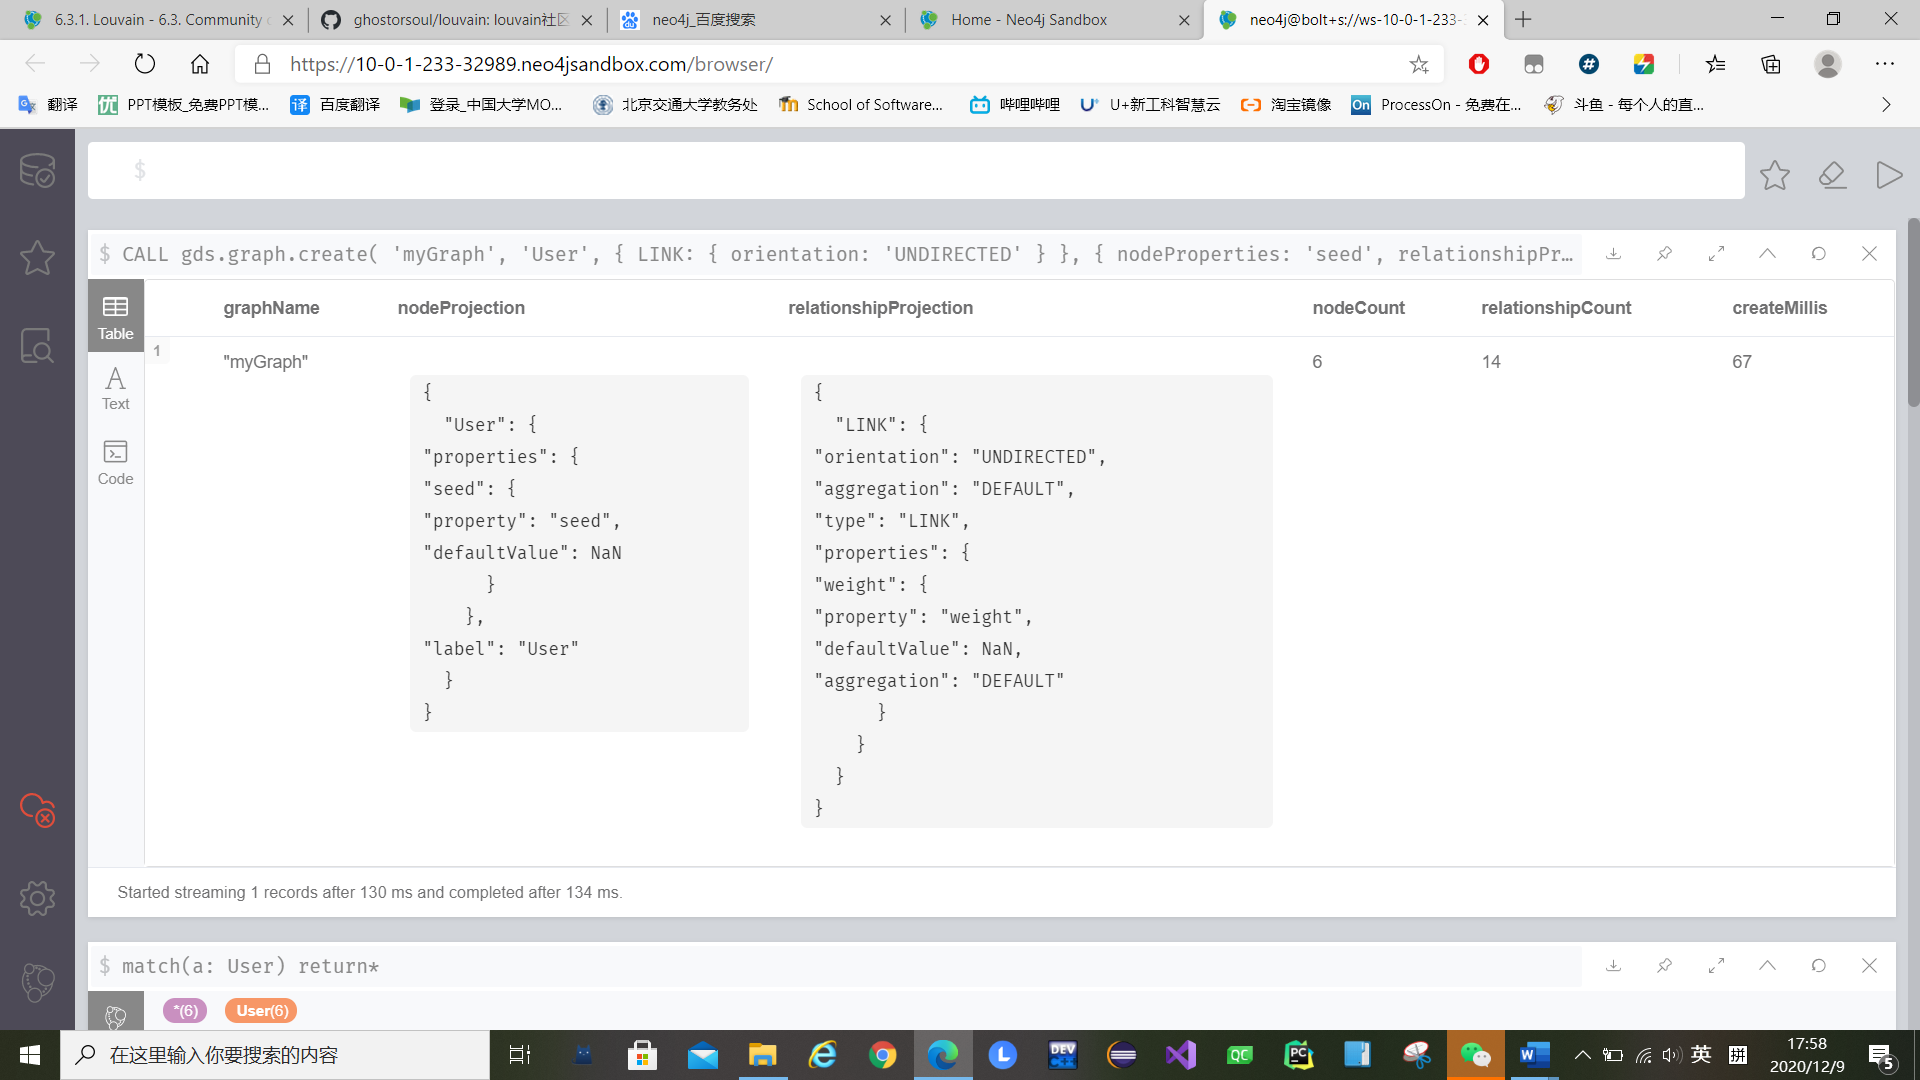 6.3.1. Louvain - 6.3. Community
ghostorsoul/louvain: louvain社区
neo4j_百度搜索
Home - Neo4j Sandbox
neo4j@bolt+s://ws-10-0-1-233-
https://10-0-1-233-32989.neo4jsandbox.com/browser/
翻译
PPT模板_免费PPT模...
百度翻译
登录_中国大学MO...
北京交通大学教务处
School of Software...
哔哩哔哩
U+新工科智慧云
淘宝镜像
ProcessOn - 免费在...
斗鱼 - 每个人的直...
$
$ CALL gds.graph.create( 'myGraph', 'User', { LINK: { orientation: 'UNDIRECTED' } }, { nodeProperties: 'seed', relationshipPr…
Table
Text
Code
graphName nodeProjection relationshipProjection nodeCount relationshipCount createMillis
1
"myGraph"
{
"User": {
"properties": {
"seed": {
"property": "seed",
"defaultValue": NaN
}
},
"label": "User"
}
}
{
"LINK": {
"orientation": "UNDIRECTED",
"aggregation": "DEFAULT",
"type": "LINK",
"properties": {
"weight": {
"property": "weight",
"defaultValue": NaN,
"aggregation": "DEFAULT"
}
}
}
}
6
14
67
Started streaming 1 records after 130 ms and completed after 134 ms.
$ match(a: User) return*
*(6)
User(6)
在这里输入你要搜索的内容
DEV
QC
PC
英
拼
17:58
2020/12/9
5